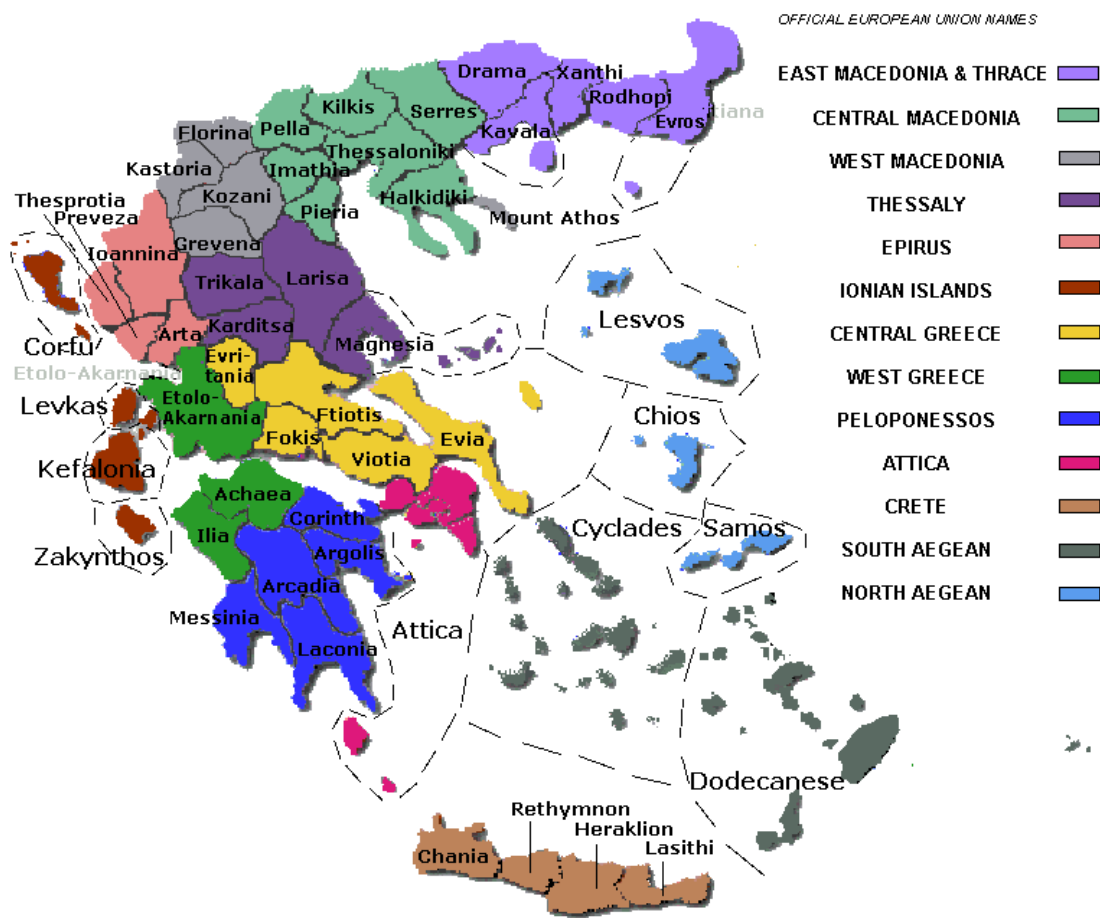 OFFICIAL EUROPEAN UNION NAMES
EAST MACEDONIA & THRACE
CENTRAL MACEDONIA
WEST MACEDONIA
THESSALY
EPIRUS
IONIAN ISLANDS
CENTRAL GREECE
WEST GREECE
PELOPONESSOS
ATTICA
CRETE
SOUTH AEGEAN
NORTH AEGEAN
Drama
Xanthi
Rodhopi
Evros
tiana
Kavala
Kilkis
Serres
Pella
Thessaloniki
Imathia
Halkidiki
Pieria
Mount Athos
Florina
Kastoria
Kozani
Grevena
Thesprotia
Preveza
Ioannina
Arta
Trikala
Larisa
Karditsa
Magnesia
Corfu
Etolo-Akarnania
Levkas
Kefalonia
Zakynthos
Evri-
tania
Etolo-
Akarnania
Ftiotis
Fokis
Viotia
Evia
Achaea
Ilia
Corinth
Argolis
Arcadia
Messinia
Laconia
Attica
Lesvos
Chios
Samos
Cyclades
Dodecanese
Rethymnon
Heraklion
Lasithi
Chania